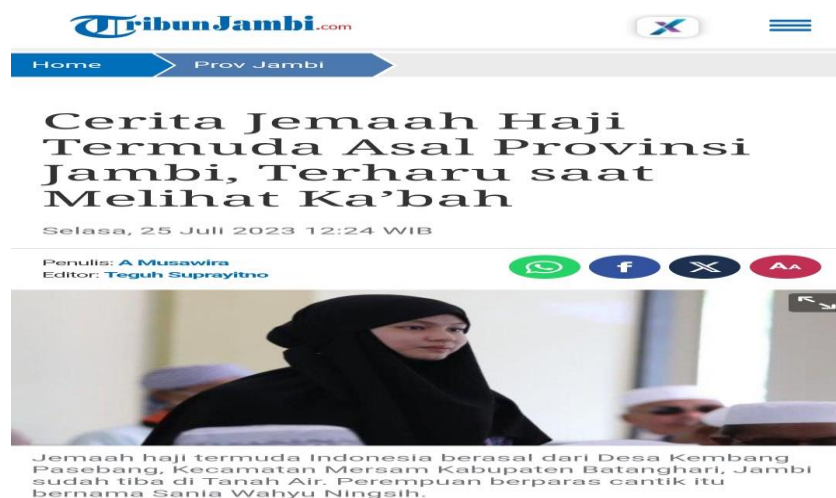 TribunJambi.com
Home Prov Jambi
Cerita Jemaah Haji
Termuda Asal Provinsi
Jambi, Terharu saat
Melihat Ka’bah
Selasa, 25 Juli 2023 12:24 WIB
Penulis: A Musawira
Editor: Teguh Suprayitno
AA
Jemaah haji termuda Indonesia berasal dari Desa Kembang
Paseban​g, Kecamatan Mersam Kabupaten Batanghari, Jambi
sudah tiba di Tanah Air. Perempuan berparas cantik itu
bernama Sania Wahyu Ningsih.